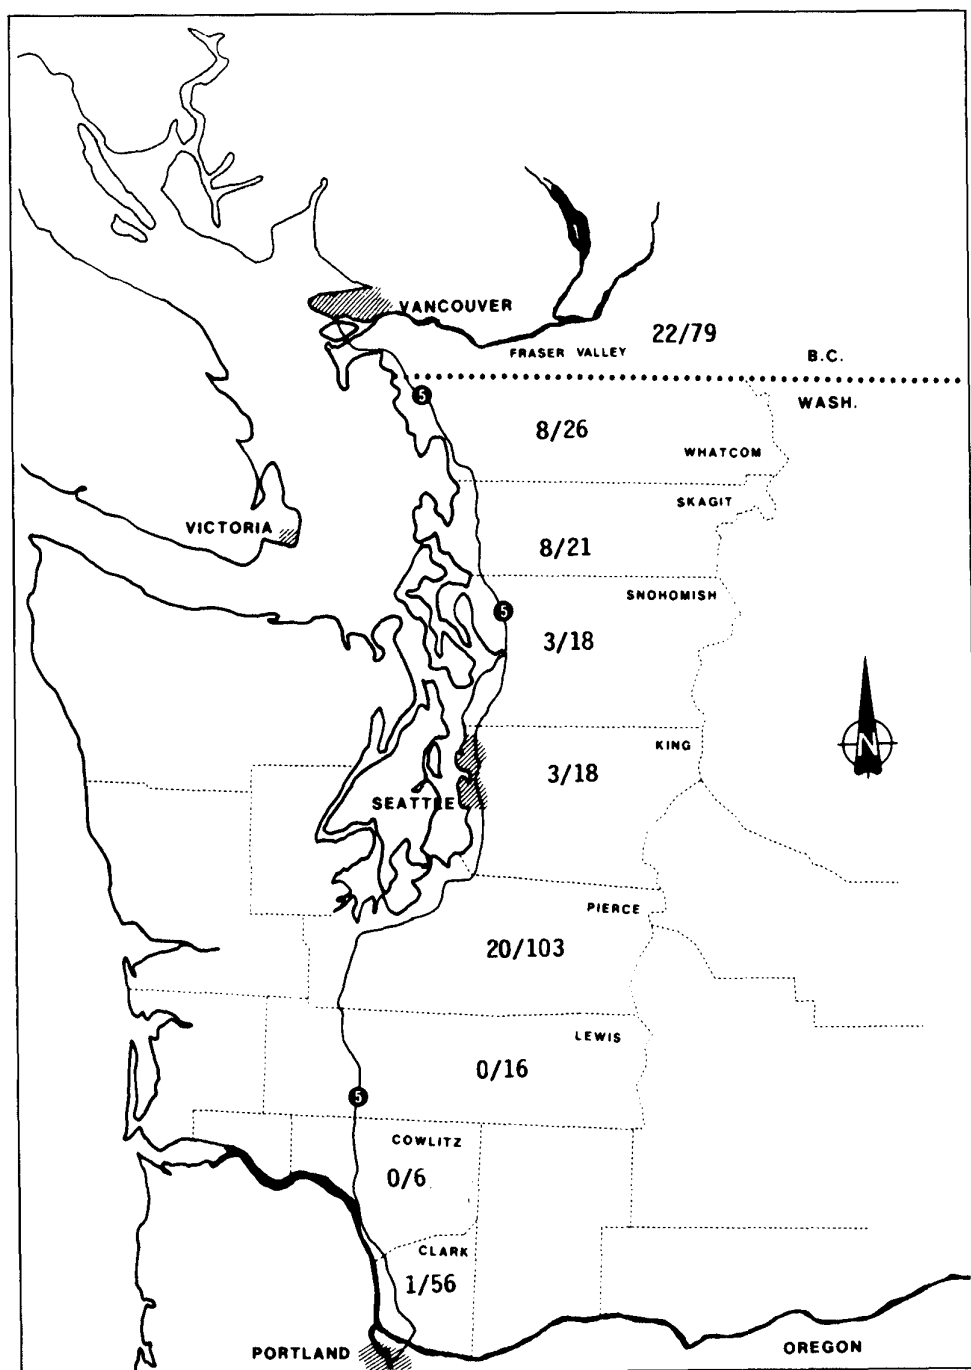 VANCOUVER
22/79
FRASER VALLEY
B.C.
5
WASH.
8/26
WHATCOM
SKAGIT
VICTORIA
8/21
SNOHOMISH
5
3/18
N
KING
3/18
SEATTLE
PIERCE
20/103
LEWIS
0/16
5
COWLITZ
0/6
CLARK
1/56
PORTLAND
OREGON